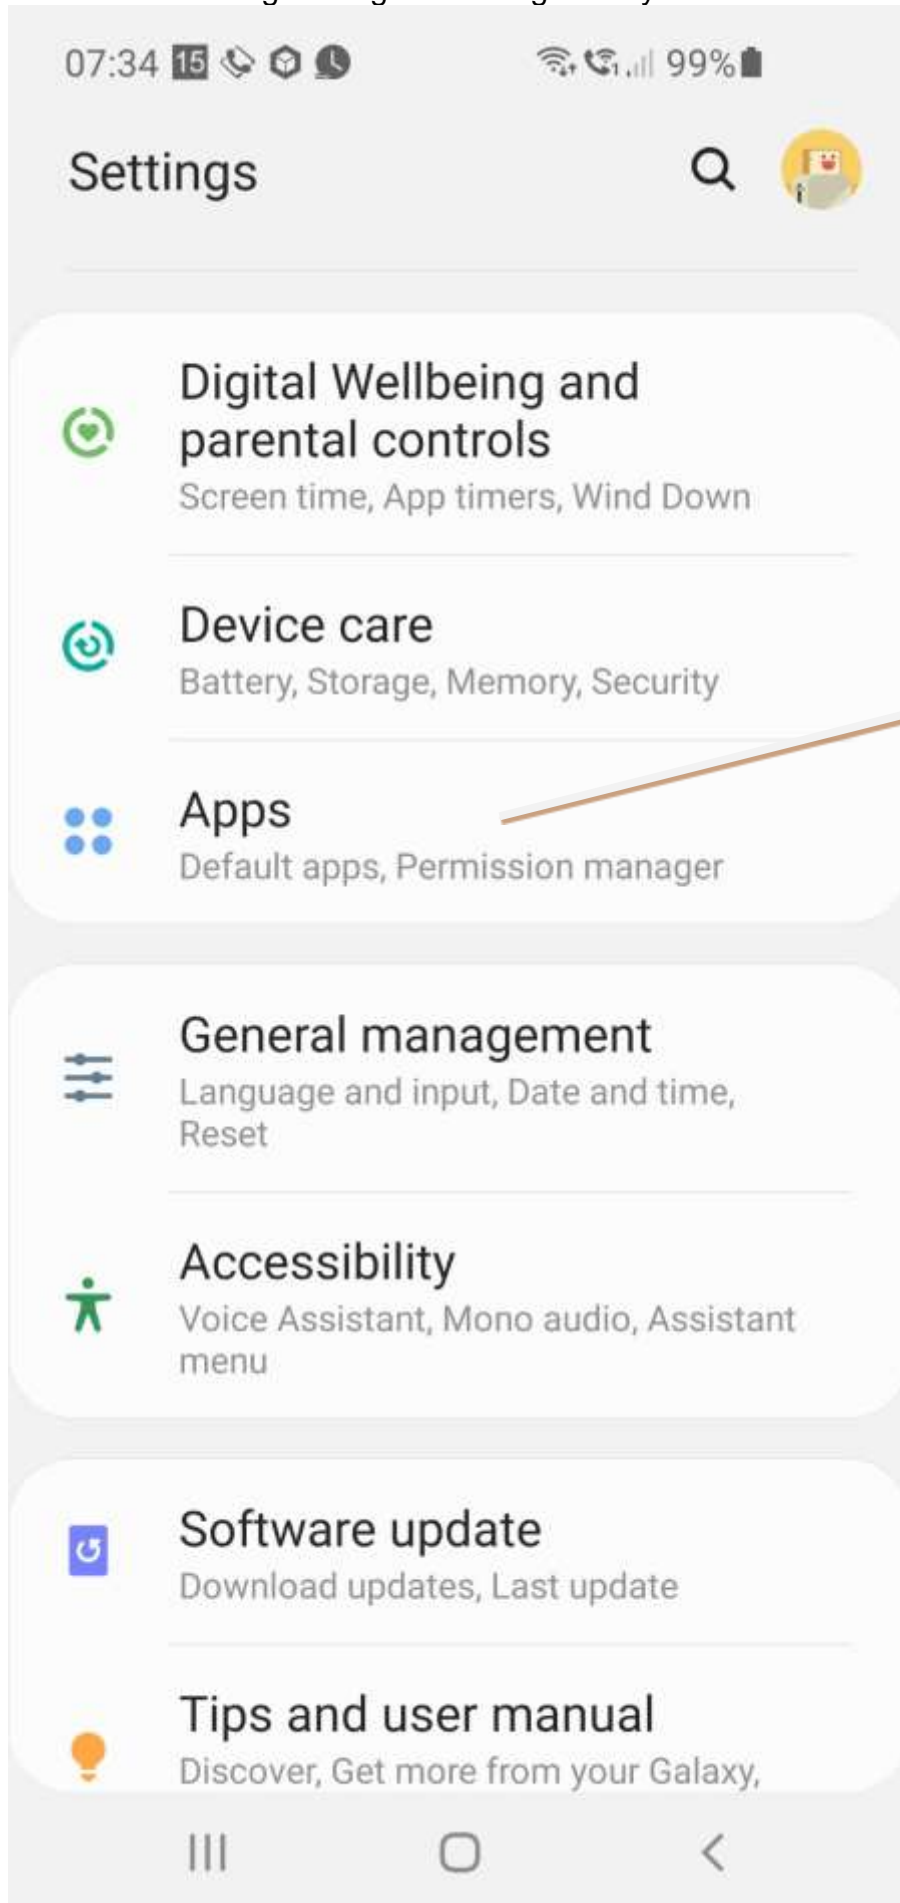 07:34 15 99%
Settings
Digital Wellbeing and
parental controls
Screen time, App timers, Wind Down
Device care
Battery, Storage, Memory, Security
Apps
Default apps, Permission manager
General management
Language and input, Date and time,
Reset
Accessibility
Voice Assistant, Mono audio, Assistant
menu
Software update
Download updates, Last update
Tips and user manual
Discover, Get more from your Galaxy,